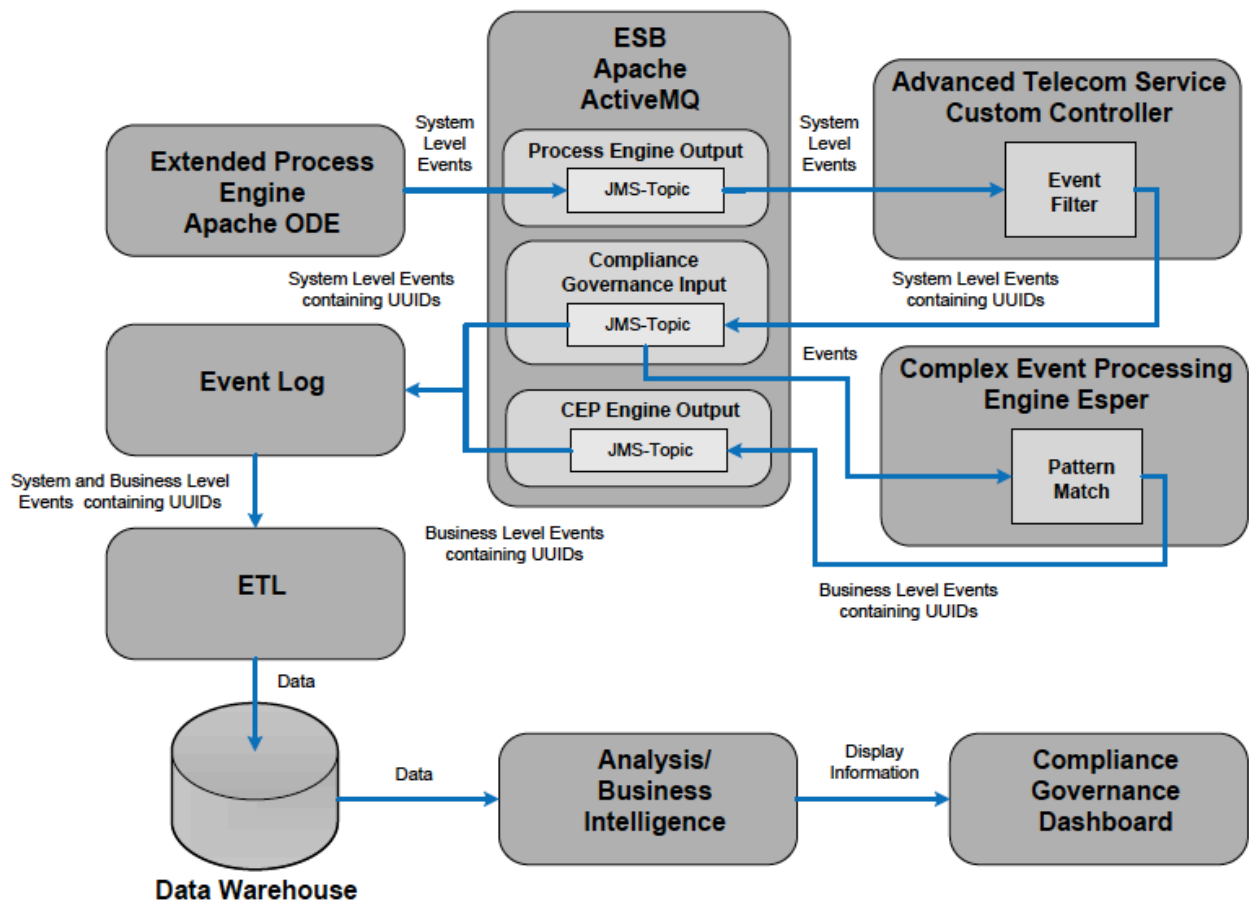 ESB
Apache
ActiveMQ
Advanced Telecom Service
Custom Controller
System
Level
Events
System
Level
Events
Extended Process
Engine
Apache ODE
Process Engine Output
JMS-Topic
Event
Filter
System Level Events
containing UUIDs
Compliance
Governance Input
JMS-Topic
System Level Events
containing UUIDs
Events
Event Log
Complex Event Processing
Engine Esper
CEP Engine Output
JMS-Topic
Pattern
Match
System and Business Level
Events containing UUIDs
Business Level Events
containing UUIDs
Business Level Events
containing UUIDs
ETL
Data
Data
Analysis/
Business
Intelligence
Display
Information
Compliance
Governance
Dashboard
Data Warehouse